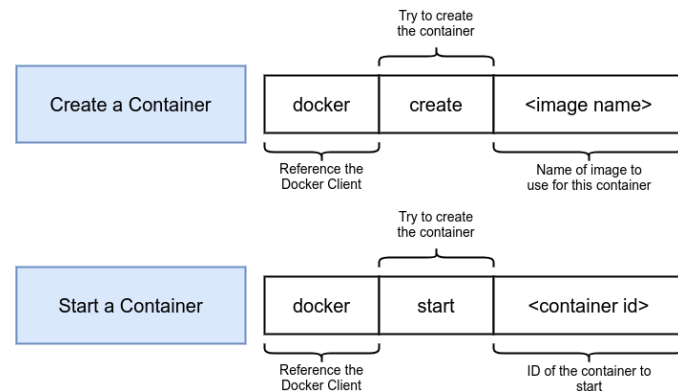 Try to create
the container
Create a Container
docker
create
<image name>
Reference the
Docker Client
Name of image to
use for this container
Try to create
the container
Start a Container
docker
start
<container id>
Reference the
Docker Client
ID of the container to
start